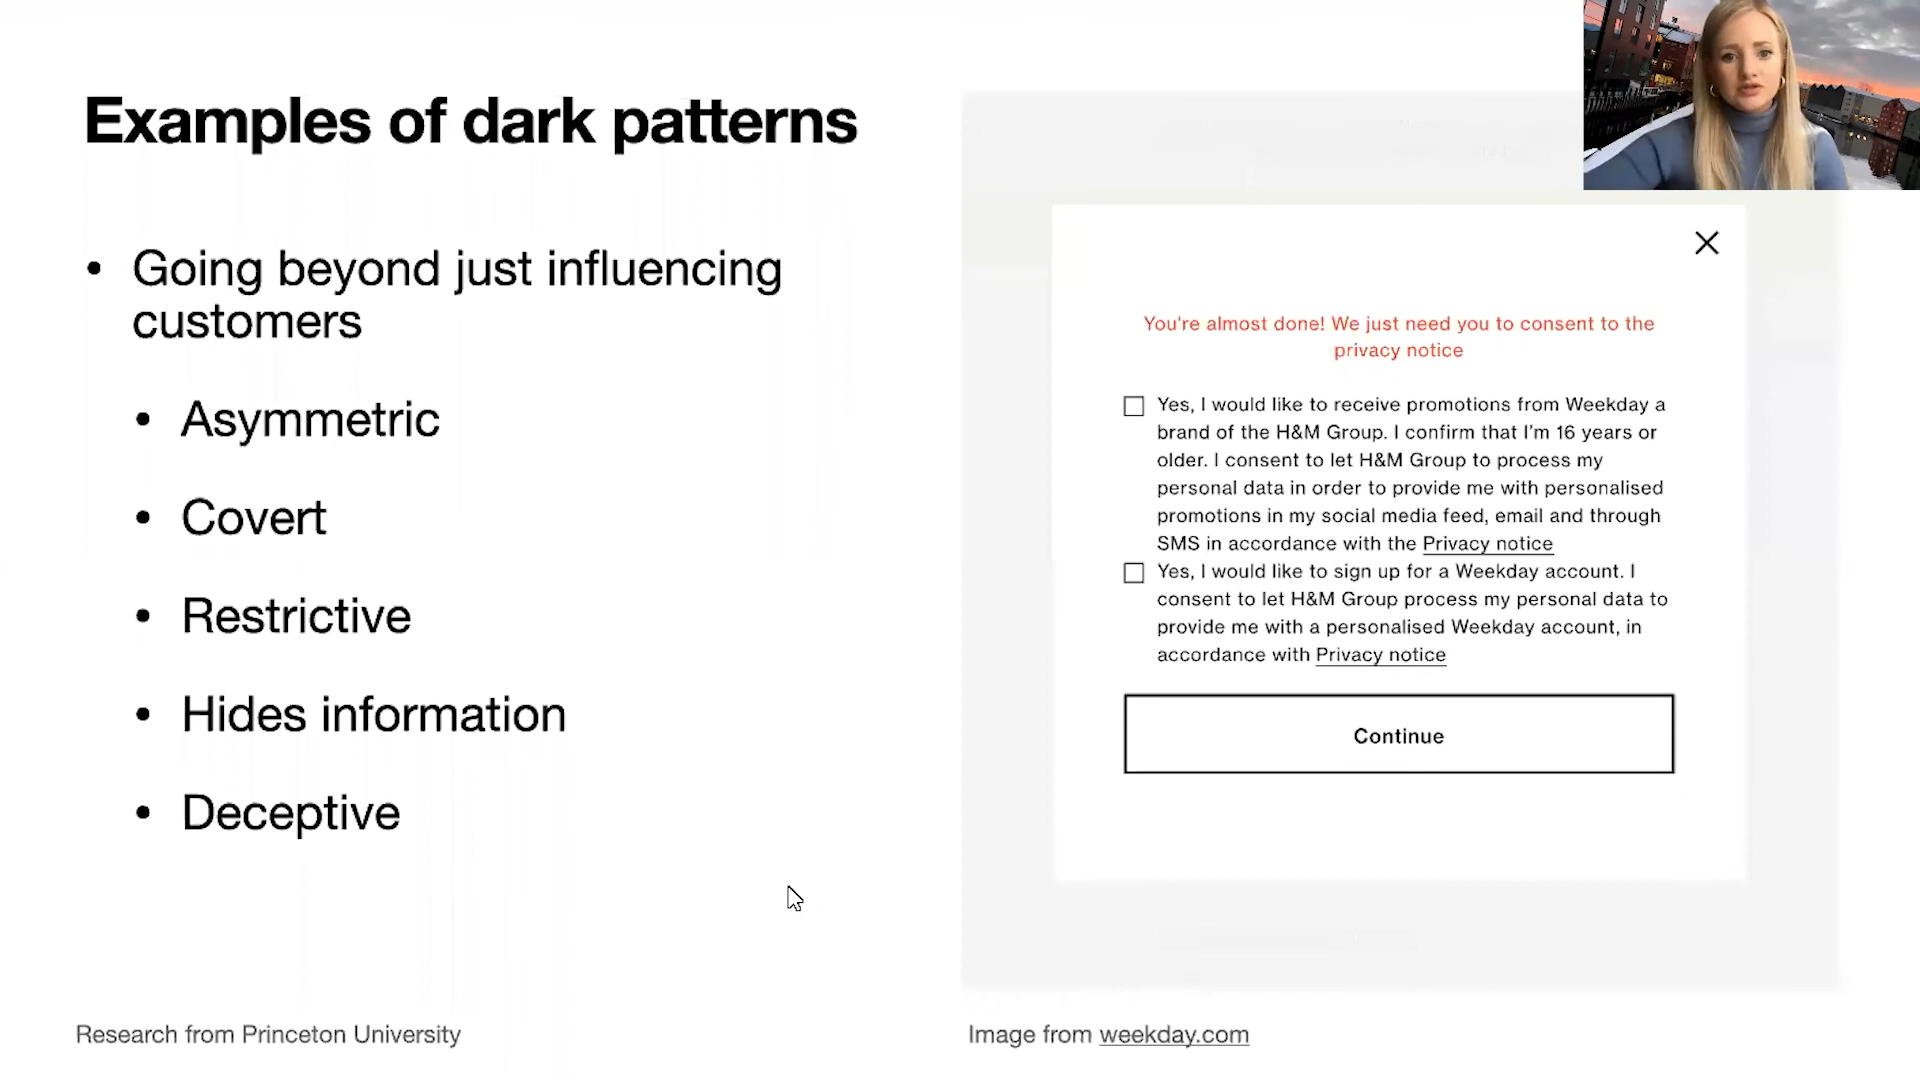 Examples of dark patterns
• Going beyond just influencing
customers
• Asymmetric
• Covert
• Restrictive
• Hides information
• Deceptive
Research from Princeton University
You're almost done! We just need you to consent to the
privacy notice
Yes, I would like to receive promotions from Weekday a
brand of the H&M Group. I confirm that I'm 16 years or
older. I consent to let H&M Group to process my
personal data in order to provide me with personalised
promotions in my social media feed, email and through
SMS in accordance with the Privacy notice
Yes, I would like to sign up for a Weekday account. I
consent to let H&M Group process my personal data to
provide me with a personalised Weekday account, in
accordance with Privacy notice
Continue
Image from weekday.com